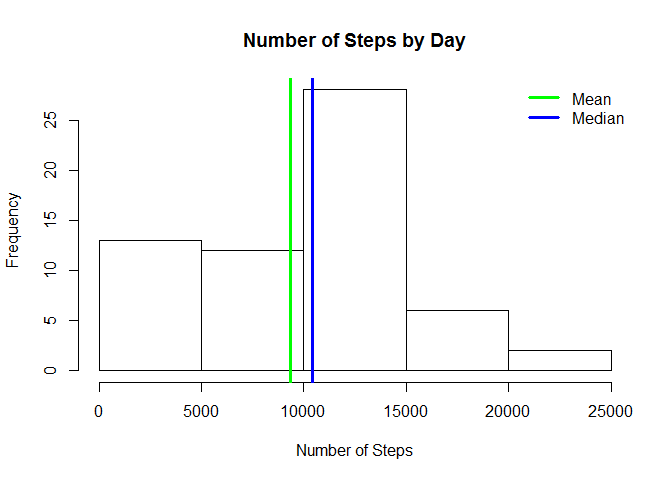 Number of Steps by Day
Mean
Median
Frequency
25
20
15
10
5
0
0 5000 10000 15000 20000 25000
Number of Steps